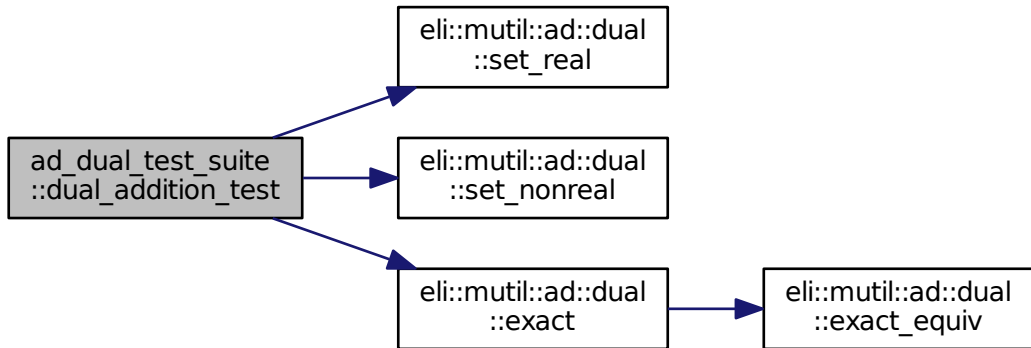 eli::mutil::ad::dual
::set_real
ad_dual_test_suite
::dual_addition_test
eli::mutil::ad::dual
::set_nonreal
eli::mutil::ad::dual
::exact
eli::mutil::ad::dual
::exact_equiv